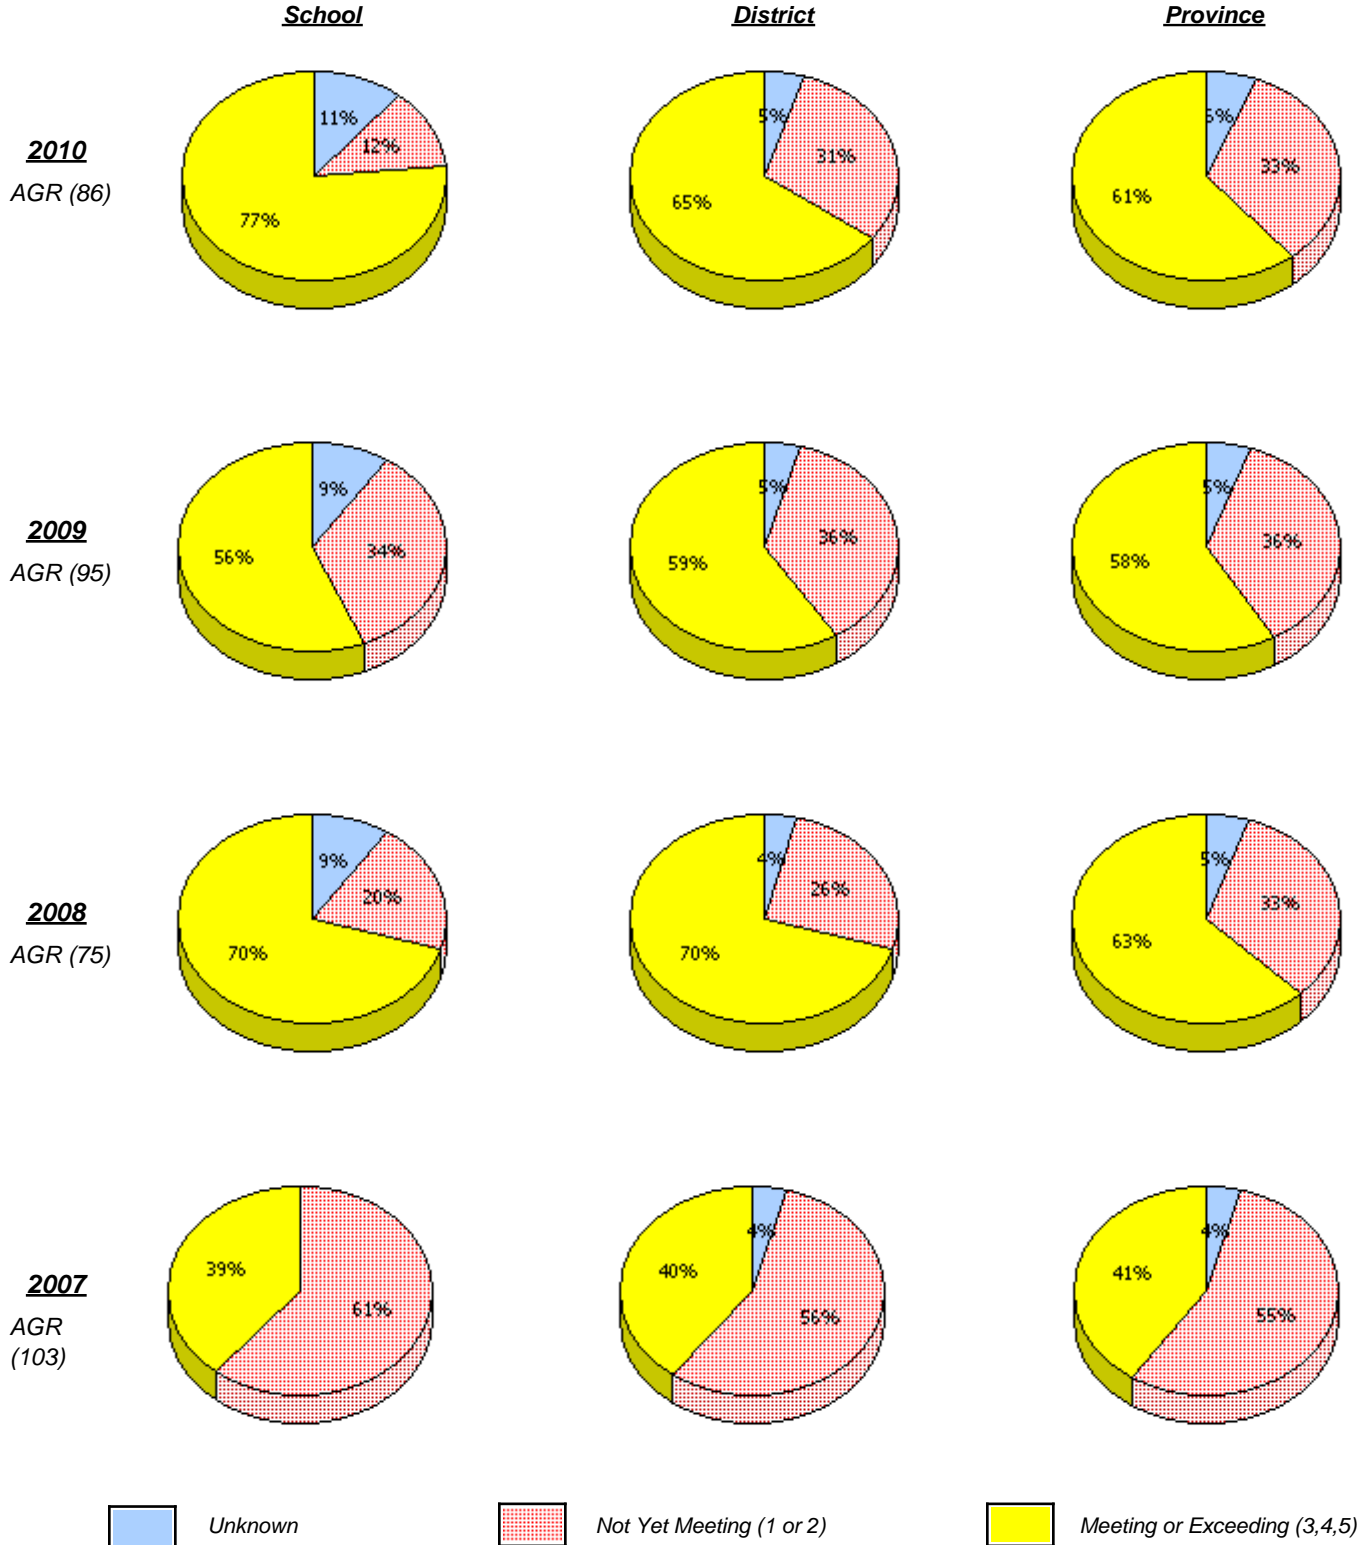 School District Province
2010
AGR (86)
11% 12% 77%
5% 31% 65%
6% 33% 61%
2009
AGR (95)
9% 34% 56%
5% 36% 59%
5% 36% 58%
2008
AGR (75)
9% 20% 70%
4% 26% 70%
5% 33% 63%
2007
AGR
(103)
39% 61%
4% 40% 56%
4% 41% 55%
Unknown Not Yet Meeting (1 or 2) Meeting or Exceeding (3,4,5)